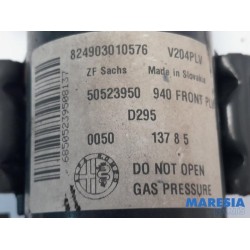 824903010576 V204PLV
ZF Sachs Made in Slovakia
50523950 940 FRONT
D295
0050 137 8 5
DO NOT OPEN
GAS PRESSURE
MARESIA